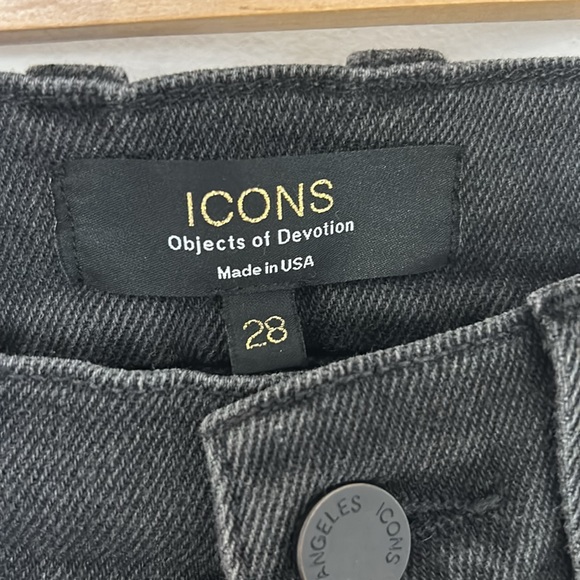 ICONS
Objects of Devotion
Made in USA
28
ANGELES ICONS